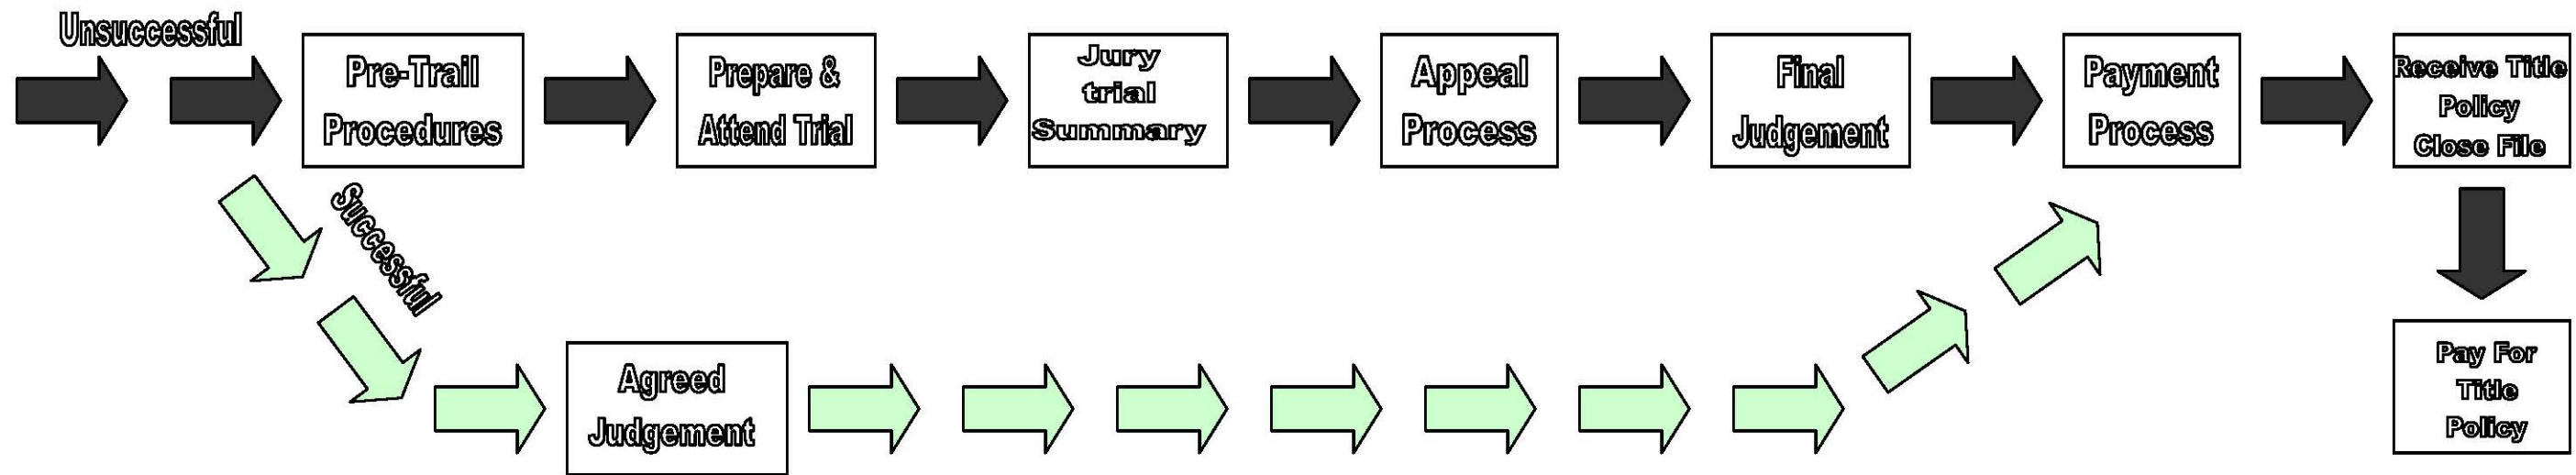 Unsuccessful
Pre-Trail
Procedures
Prepare &
Attend Trial
Jury
trial
Summary
Appeal
Process
Final
Judgement
Payment
Process
Receive Title
Policy
Close File
Successful
Agreed
Judgement
Pay For
Title
Policy